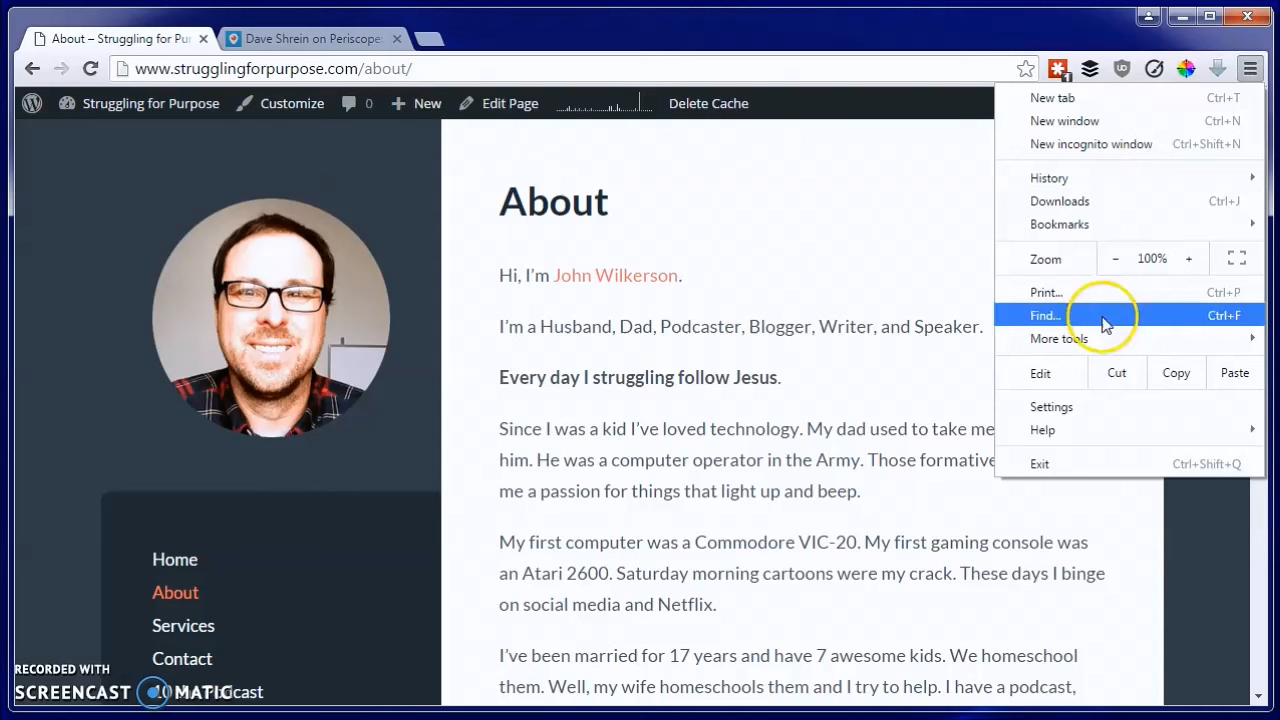 About – Struggling for Pur
Dave Shrein on Periscope
www.strugglingforpurpose.com/about/
1
UD
Struggling for Purpose Customize 0 New Edit Page Delete Cache
New tab Ctrl+T
New window Ctrl+N
New incognito window Ctrl+Shift+N
History
Downloads Ctrl+J
Bookmarks
Zoom − 100% +
Print... Ctrl+P
Find... Ctrl+F
More tools
Edit Cut Copy Paste
Settings
Help
Exit Ctrl+Shift+Q
About
Hi, I’m John Wilkerson.
I’m a Husband, Dad, Podcaster, Blogger, Writer, and Speaker.
Every day I struggling follow Jesus.
Since I was a kid I’ve loved technology. My dad used to take me
him. He was a computer operator in the Army. Those formative
me a passion for things that light up and beep.
My first computer was a Commodore VIC-20. My first gaming console was
an Atari 2600. Saturday morning cartoons were my crack. These days I binge
on social media and Netflix.
I’ve been married for 17 years and have 7 awesome kids. We homeschool
them. Well, my wife homeschools them and I try to help. I have a podcast,
Home
About
Services
Contact
RECORDED WITH
SCREENCAST MATIC